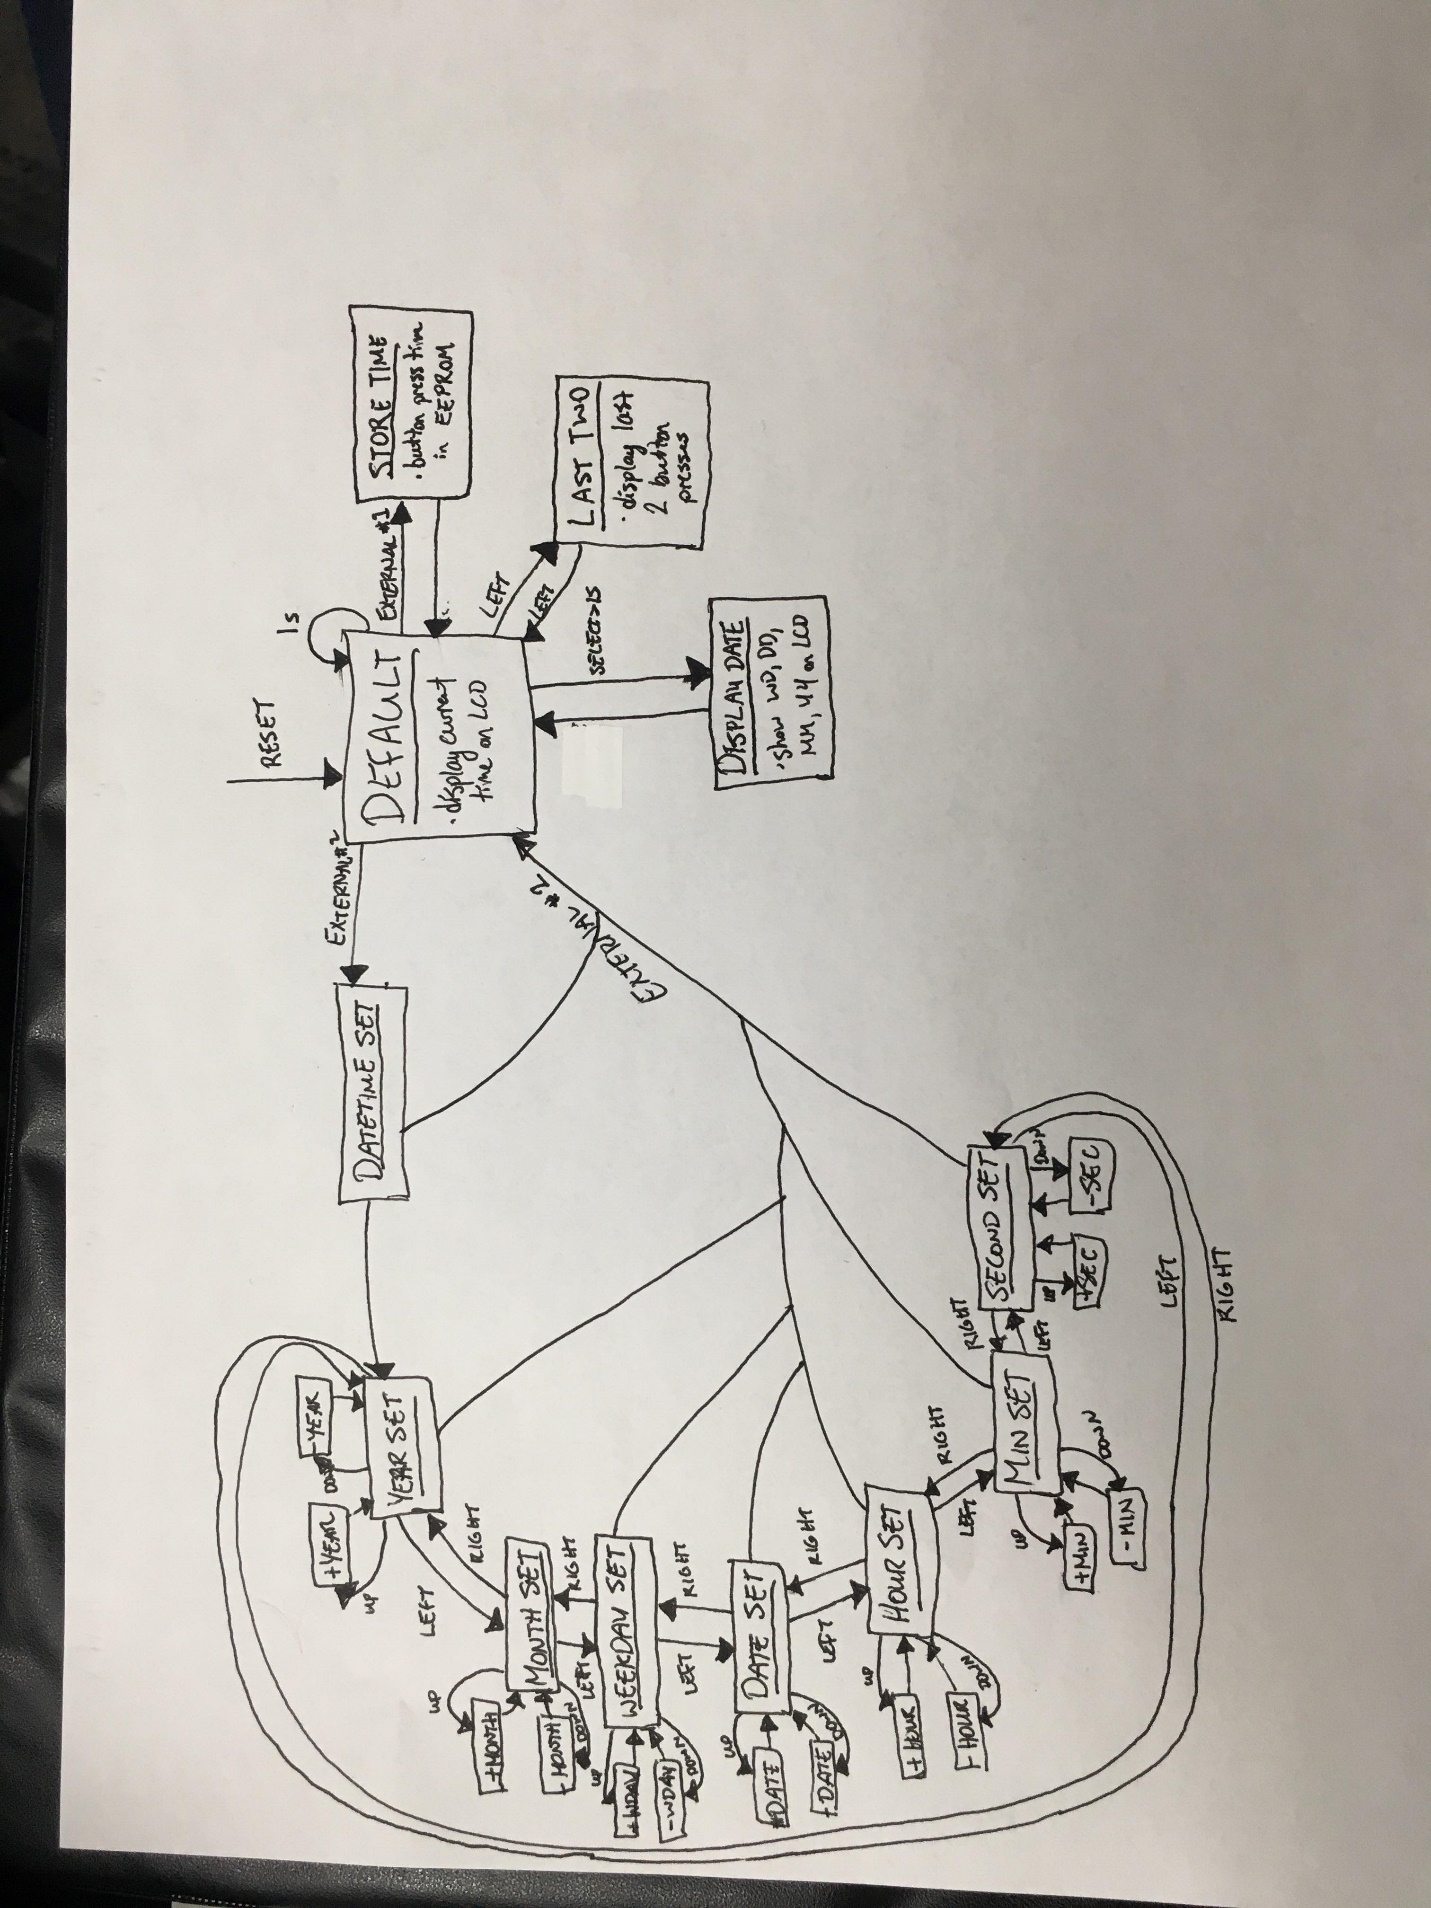 RESET
1s
EXTERNAL #2
EXTERNAL #1
DEFAULT
· display current
time on LCD
STORE TIME
· button press tim
in EEPROM
LEFT
LEFT
LAST TWO
· display last
2 button
presses
SELECT>1S
DISPLAY DATE
· show WD, DD,
MM, YY on LCD
EXTERNAL #2
DATETIME SET
YEAR SET
-YEAR
DOWN
+YEAR
UP
LEFT
RIGHT
MONTH SET
UP
+MONTH
-MONTH
DOWN
LEFT
RIGHT
WEEKDAY SET
UP
+WDAY
-WDAY
DOWN
LEFT
RIGHT
DATE SET
UP
+DATE
-DATE
DOWN
LEFT
RIGHT
HOUR SET
UP
+HOUR
-HOUR
DOWN
LEFT
RIGHT
MIN SET
UP
+MIN
-MIN
DOWN
RIGHT
LEFT
SECOND SET
UP
+SEC
DOWN
-SEC
LEFT
RIGHT